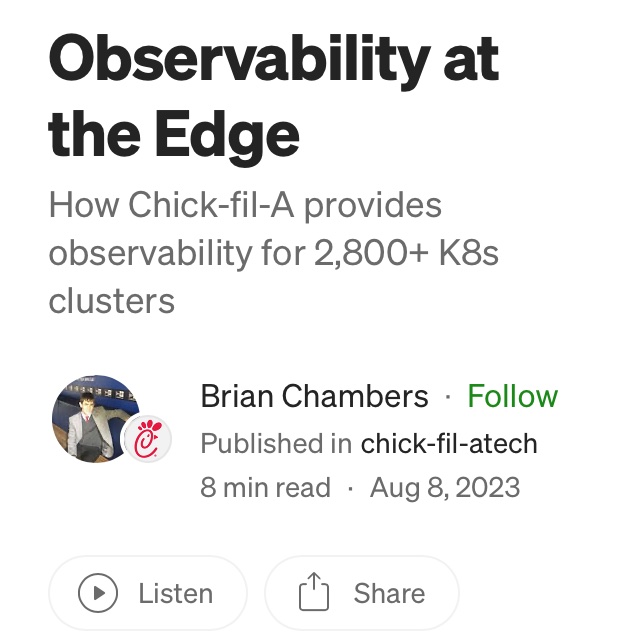 Observability at
the Edge
How Chick-fil-A provides
observability for 2,800+ K8s
clusters
Brian Chambers · Follow
Published in chick-fil-atech
8 min read · Aug 8, 2023
Listen Share